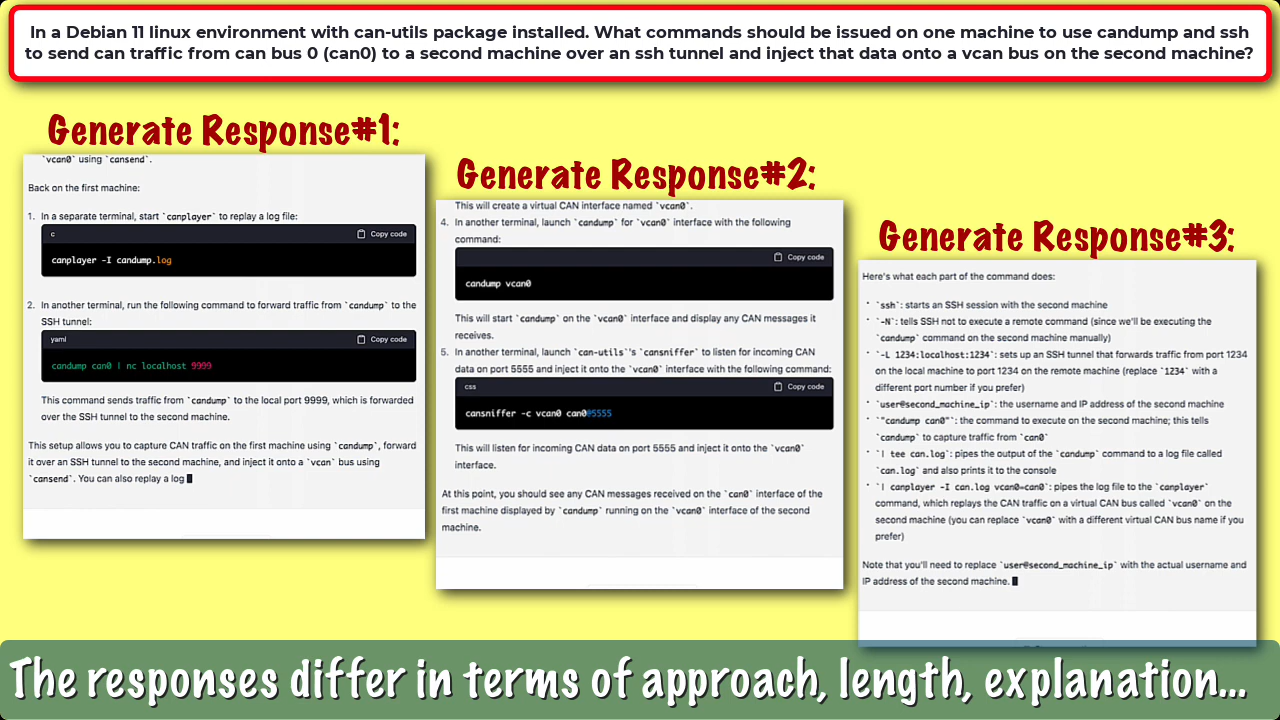 In a Debian 11 linux environment with can-utils package installed. What commands should be issued on one machine to use candump and ssh
to send can traffic from can bus 0 (can0) to a second machine over an ssh tunnel and inject that data onto a vcan bus on the second machine?
Generate Response#1:
`vcan0` using `cansend`.
Back on the first machine:
1. In a separate terminal, start `canplayer` to replay a log file:
c Copy code
canplayer -I candump.log
2. In another terminal, run the following command to forward traffic from `candump` to the
SSH tunnel:
yaml Copy code
candump can0 | nc localhost 9999
This command sends traffic from `candump` to the local port 9999, which is forwarded
over the SSH tunnel to the second machine.
This setup allows you to capture CAN traffic on the first machine using `candump`, forward
it over an SSH tunnel to the second machine, and inject it onto a `vcan` bus using
`cansend`. You can also replay a log
Generate Response#2:
This will create a virtual CAN interface named `vcan0`.
4. In another terminal, launch `candump` for `vcan0` interface with the following
command:
Copy code
candump vcan0
This will start `candump` on the `vcan0` interface and display any CAN messages it
receives.
5. In another terminal, launch `can-utils`'s `cansniffer` to listen for incoming CAN
data on port 5555 and inject it onto the `vcan0` interface with the following command:
css Copy code
cansniffer -c vcan0 can0@5555
This will listen for incoming CAN data on port 5555 and inject it onto the `vcan0`
interface.
At this point, you should see any CAN messages received on the `can0` interface of the
first machine displayed by `candump` running on the `vcan0` interface of the second
machine.
Generate Response#3:
Here's what each part of the command does:
• `ssh`: starts an SSH session with the second machine
• `-N`: tells SSH not to execute a remote command (since we'll be executing the
`candump` command on the second machine manually)
• `-L 1234:localhost:1234`: sets up an SSH tunnel that forwards traffic from port 1234
on the local machine to port 1234 on the remote machine (replace `1234` with a
different port number if you prefer)
• `user@second_machine_ip`: the username and IP address of the second machine
• `"candump can0"`: the command to execute on the second machine; this tells
`candump` to capture traffic from `can0`
• `| tee can.log`: pipes the output of the `candump` command to a log file called
`can.log` and also prints it to the console
• `| canplayer -I can.log vcan0=can0`: pipes the log file to the `canplayer`
command, which replays the CAN traffic on a virtual CAN bus called `vcan0` on the
second machine (you can replace `vcan0` with a different virtual CAN bus name if you
prefer)
Note that you'll need to replace `user@second_machine_ip` with the actual username and
IP address of the second machine.
The responses differ in terms of approach, length, explanation...